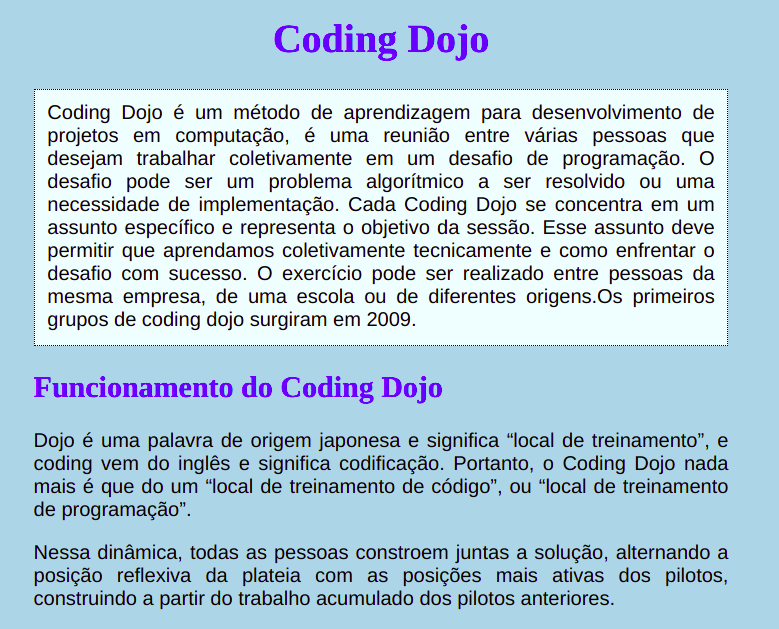 Coding Dojo
Coding Dojo é um método de aprendizagem para desenvolvimento de
projetos em computação, é uma reunião entre várias pessoas que
desejam trabalhar coletivamente em um desafio de programação. O
desafio pode ser um problema algorítmico a ser resolvido ou uma
necessidade de implementação. Cada Coding Dojo se concentra em um
assunto específico e representa o objetivo da sessão. Esse assunto deve
permitir que aprendamos coletivamente tecnicamente e como enfrentar o
desafio com sucesso. O exercício pode ser realizado entre pessoas da
mesma empresa, de uma escola ou de diferentes origens.Os primeiros
grupos de coding dojo surgiram em 2009.
Funcionamento do Coding Dojo
Dojo é uma palavra de origem japonesa e significa “local de treinamento”, e
coding vem do inglês e significa codificação. Portanto, o Coding Dojo nada
mais é que do um “local de treinamento de código”, ou “local de treinamento
de programação”.
Nessa dinâmica, todas as pessoas constroem juntas a solução, alternando a
posição reflexiva da plateia com as posições mais ativas dos pilotos,
construindo a partir do trabalho acumulado dos pilotos anteriores.